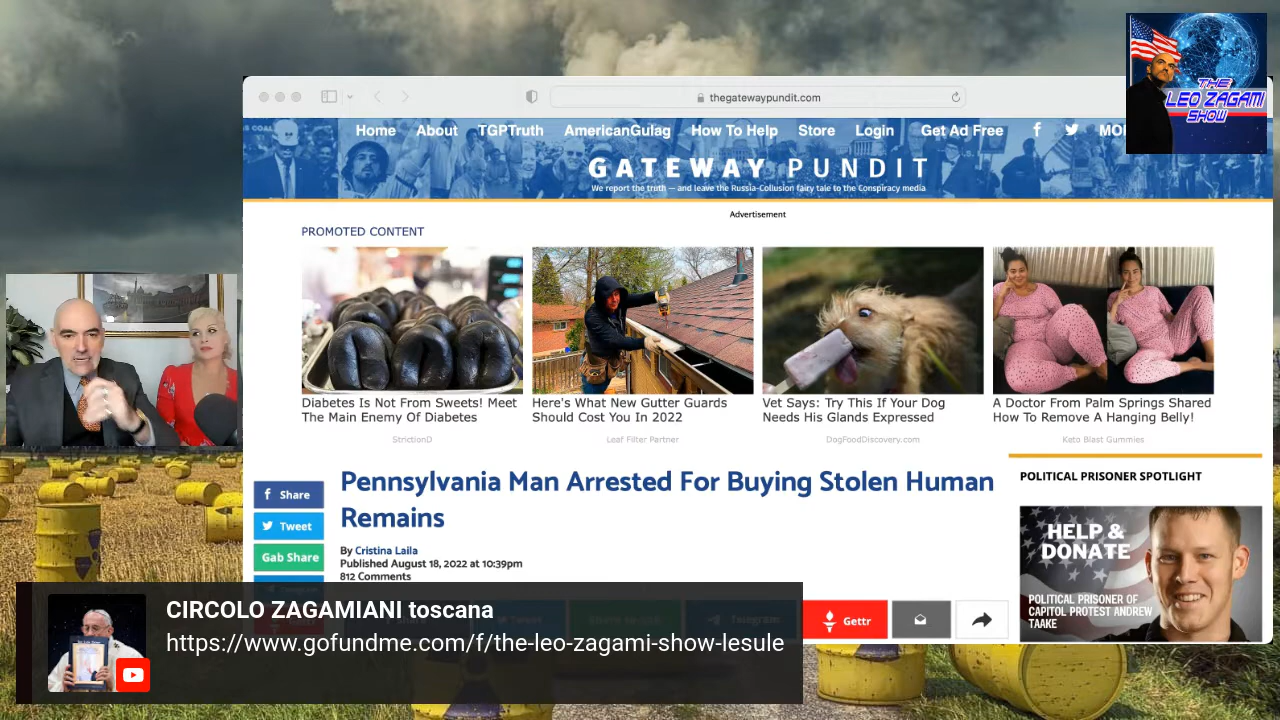 thegatewaypundit.com
THE
LEO ZAGAMI
SHOW
Home About TGPTruth AmericanGulag How To Help Store Login Get Ad Free
GATEWAY PUNDIT
We report the truth — and leave the Russia-Collusion fairy tale to the Conspiracy media
Advertisement
PROMOTED CONTENT
Diabetes Is Not From Sweets! Meet
The Main Enemy Of Diabetes
StrictionD
Here's What New Gutter Guards
Should Cost You In 2022
Leaf Filter Partner
Vet Says: Try This If Your Dog
Needs His Glands Expressed
DogFoodDiscovery.com
A Doctor From Palm Springs Shared
How To Remove A Hanging Belly!
Keto Blast Gummies
Share
Tweet
Gab Share
Pennsylvania Man Arrested For Buying Stolen Human
Remains
By Cristina Laila
Published August 18, 2022 at 10:39pm
812 Comments
Gettr
POLITICAL PRISONER SPOTLIGHT
HELP &
DONATE
POLITICAL PRISONER OF
CAPITOL PROTEST ANDREW
TAAKE
CIRCOLO ZAGAMIANI toscana
https://www.gofundme.com/f/the-leo-zagami-show-lesule